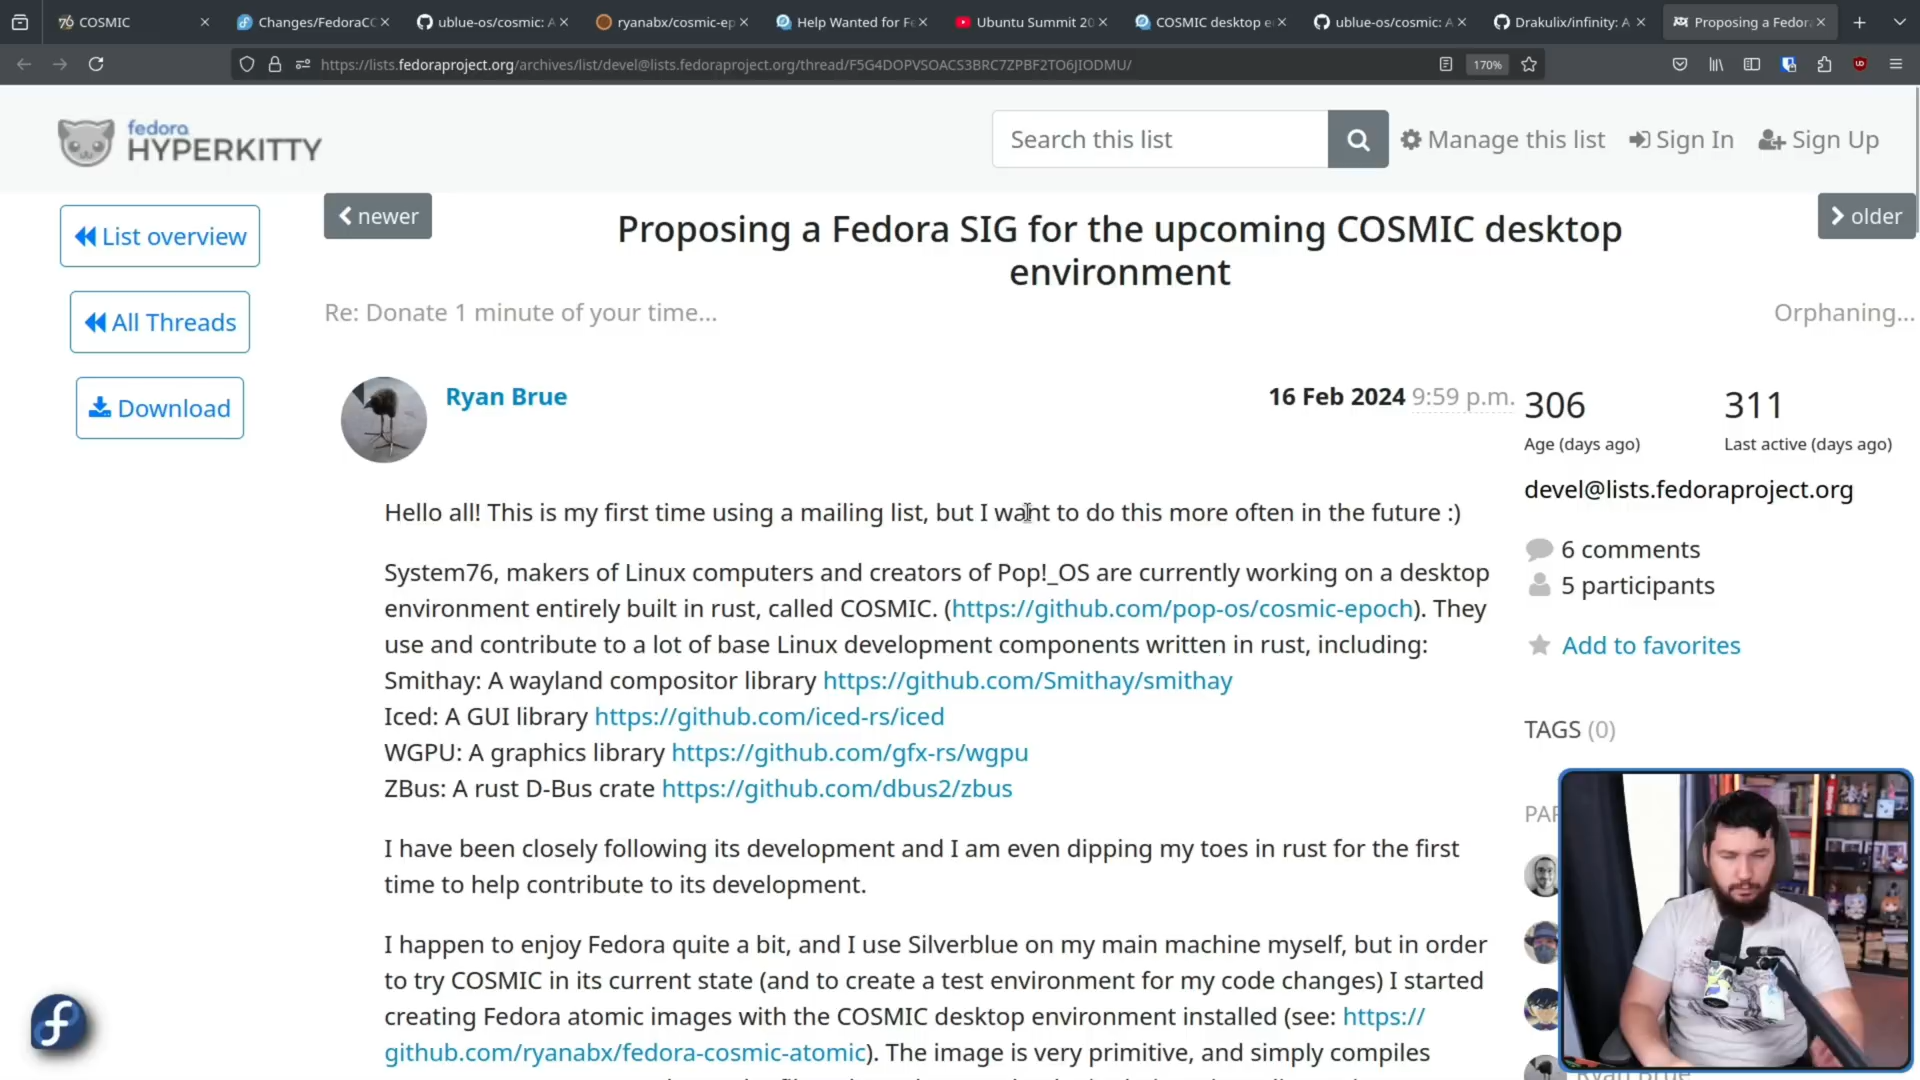 COSMIC
Changes/FedoraCO
ublue-os/cosmic: A
ryanabx/cosmic-ep
Help Wanted for Fe
Ubuntu Summit 20
COSMIC desktop e
ublue-os/cosmic: A
Drakulix/infinity: A
Proposing a Fedora
https://lists.fedoraproject.org/archives/list/devel@lists.fedoraproject.org/thread/F5G4DOPVSOACS3BRC7ZPBF2TO6JIODMU/
170%
fedora
HYPERKITTY
Search this list
Manage this list
Sign In
Sign Up
List overview
All Threads
Download
newer
Proposing a Fedora SIG for the upcoming COSMIC desktop
environment
older
Re: Donate 1 minute of your time...
Orphaning...
Ryan Brue
16 Feb 2024 9:59 p.m.
306
Age (days ago)
311
Last active (days ago)
devel@lists.fedoraproject.org
6 comments
5 participants
Add to favorites
TAGS (0)
Hello all! This is my first time using a mailing list, but I want to do this more often in the future :)
System76, makers of Linux computers and creators of Pop!_OS are currently working on a desktop
environment entirely built in rust, called COSMIC. (https://github.com/pop-os/cosmic-epoch). They
use and contribute to a lot of base Linux development components written in rust, including:
Smithay: A wayland compositor library https://github.com/Smithay/smithay
Iced: A GUI library https://github.com/iced-rs/iced
WGPU: A graphics library https://github.com/gfx-rs/wgpu
ZBus: A rust D-Bus crate https://github.com/dbus2/zbus
I have been closely following its development and I am even dipping my toes in rust for the first
time to help contribute to its development.
I happen to enjoy Fedora quite a bit, and I use Silverblue on my main machine myself, but in order
to try COSMIC in its current state (and to create a test environment for my code changes) I started
creating Fedora atomic images with the COSMIC desktop environment installed (see: https://
github.com/ryanabx/fedora-cosmic-atomic). The image is very primitive, and simply compiles